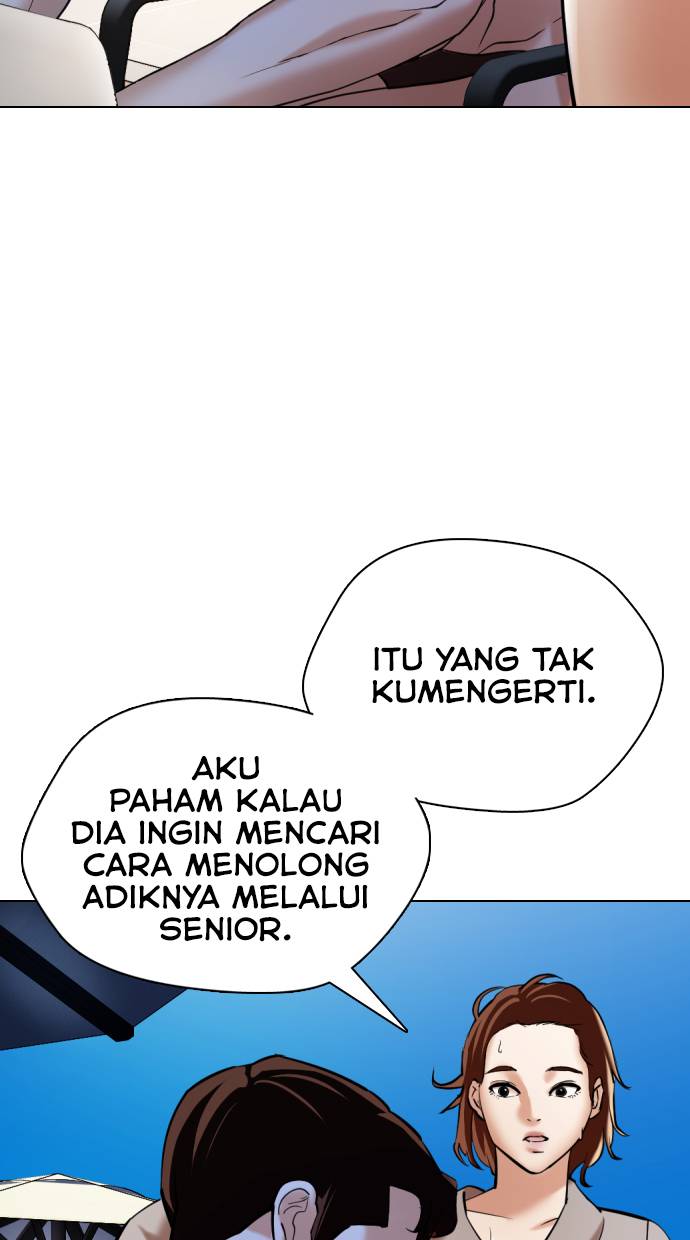 ITU YANG TAK
KUMENGERTI.
AKU
PAHAM KALAU
DIA INGIN MENCARI
CARA MENOLONG
ADIKNYA MELALUI
SENIOR.